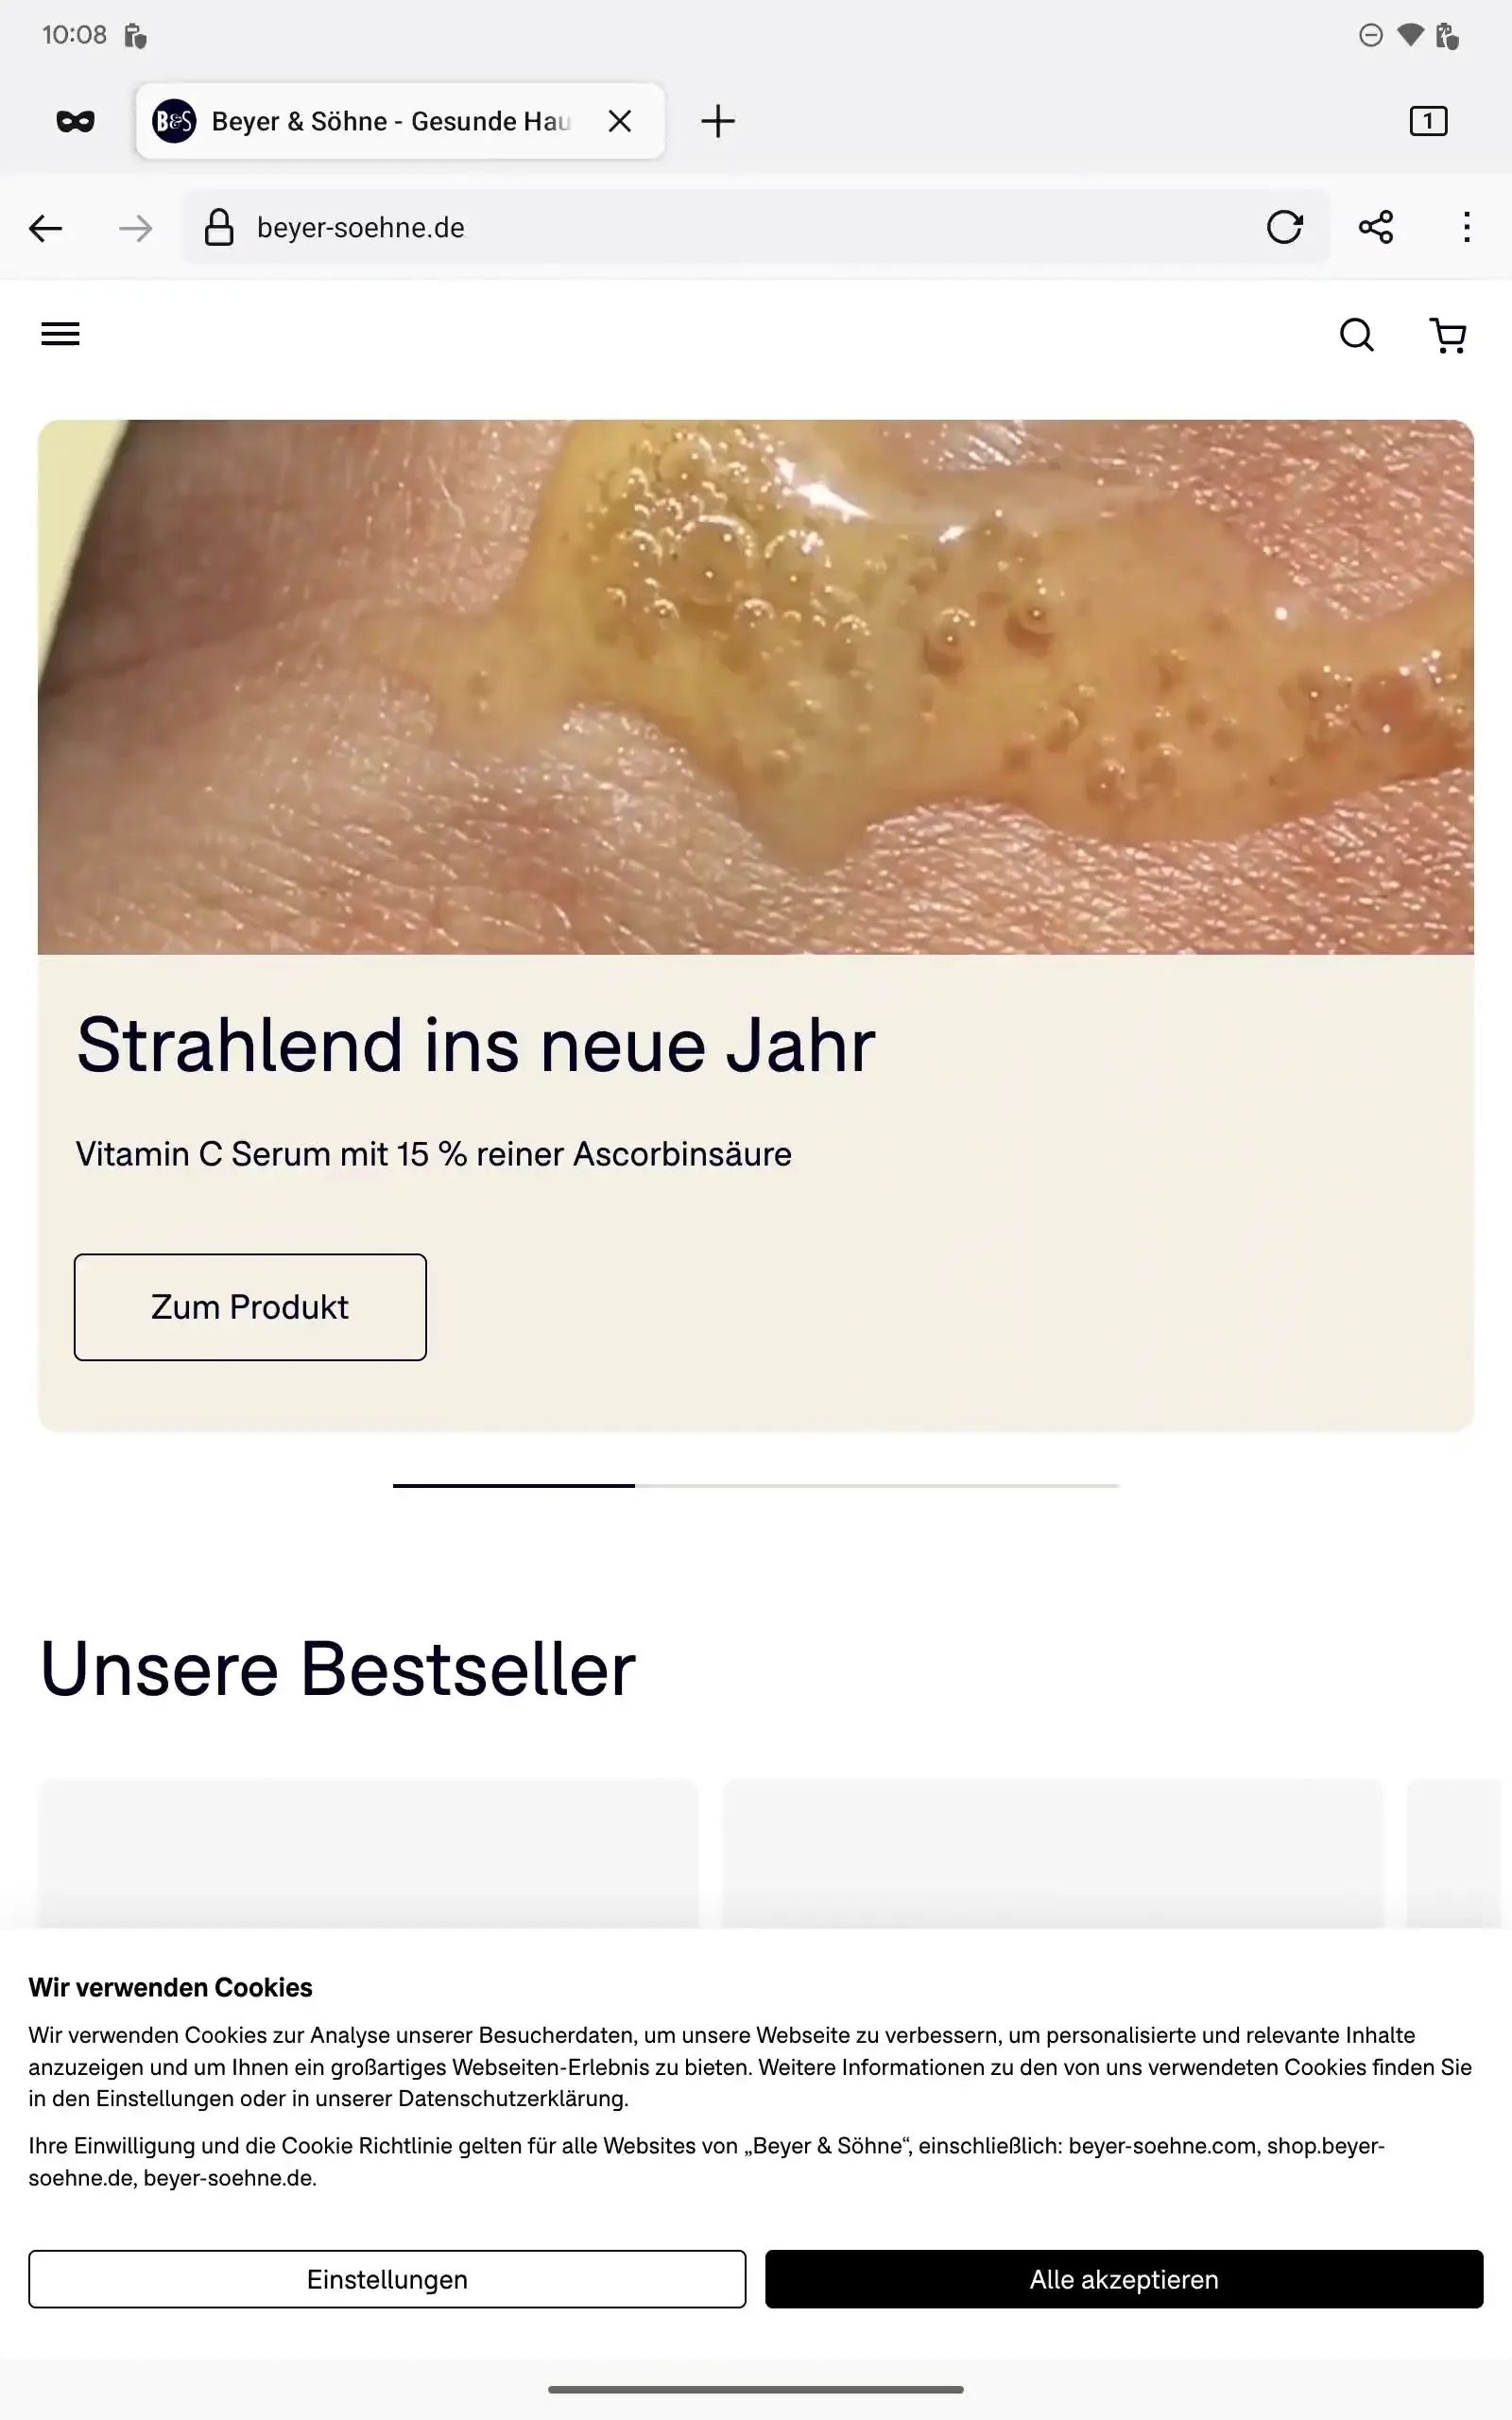 10:08
B&S Beyer & Söhne - Gesunde Hau
1
beyer-soehne.de
Strahlend ins neue Jahr
Vitamin C Serum mit 15 % reiner Ascorbinsäure
Zum Produkt
Unsere Bestseller
Wir verwenden Cookies
Wir verwenden Cookies zur Analyse unserer Besucherdaten, um unsere Webseite zu verbessern, um personalisierte und relevante Inhalte
anzuzeigen und um Ihnen ein großartiges Webseiten-Erlebnis zu bieten. Weitere Informationen zu den von uns verwendeten Cookies finden Sie
in den Einstellungen oder in unserer Datenschutzerklärung.
Ihre Einwilligung und die Cookie Richtlinie gelten für alle Websites von „Beyer & Söhne“, einschließlich: beyer-soehne.com, shop.beyer-
soehne.de, beyer-soehne.de.
Einstellungen
Alle akzeptieren